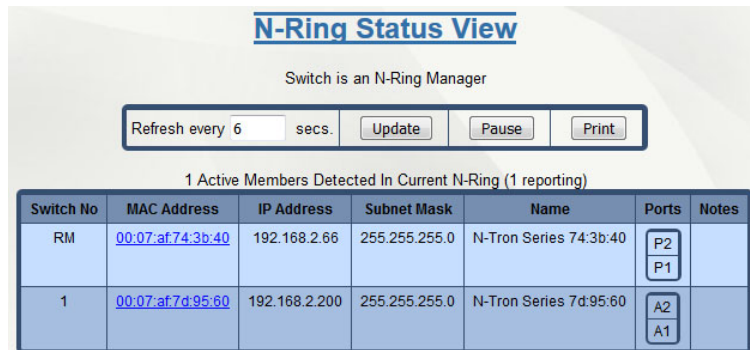 N-Ring Status View
Switch is an N-Ring Manager
Refresh every 6 secs. Update Pause Print
1 Active Members Detected In Current N-Ring (1 reporting)
Switch No MAC Address IP Address Subnet Mask Name Ports Notes
RM 00:07:af:74:3b:40 192.168.2.66 255.255.255.0 N-Tron Series 74:3b:40 P2
P1
1 00:07:af:7d:95:60 192.168.2.200 255.255.255.0 N-Tron Series 7d:95:60 A2
A1